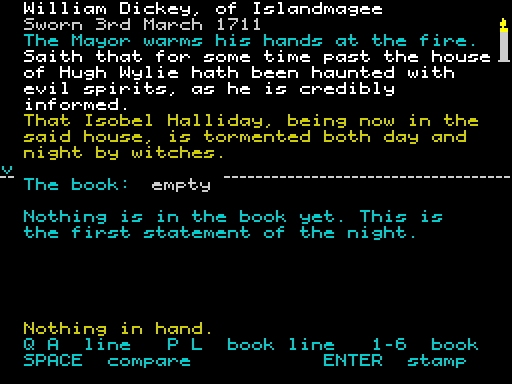 William Dickey, of Islandmagee
Sworn 3rd March 1711
The Mayor warms his hands at the fire.
Saith that for some time past the house
of Hugh Wylie hath been haunted with
evil spirits, as he is credibly
informed.
That Isobel Halliday, being now in the
said house, is tormented both day and
night by witches.
v
The book: empty
Nothing is in the book yet. This is
the first statement of the night.
Nothing in hand.
Q A line P L book line 1-6 book
SPACE compare ENTER stamp